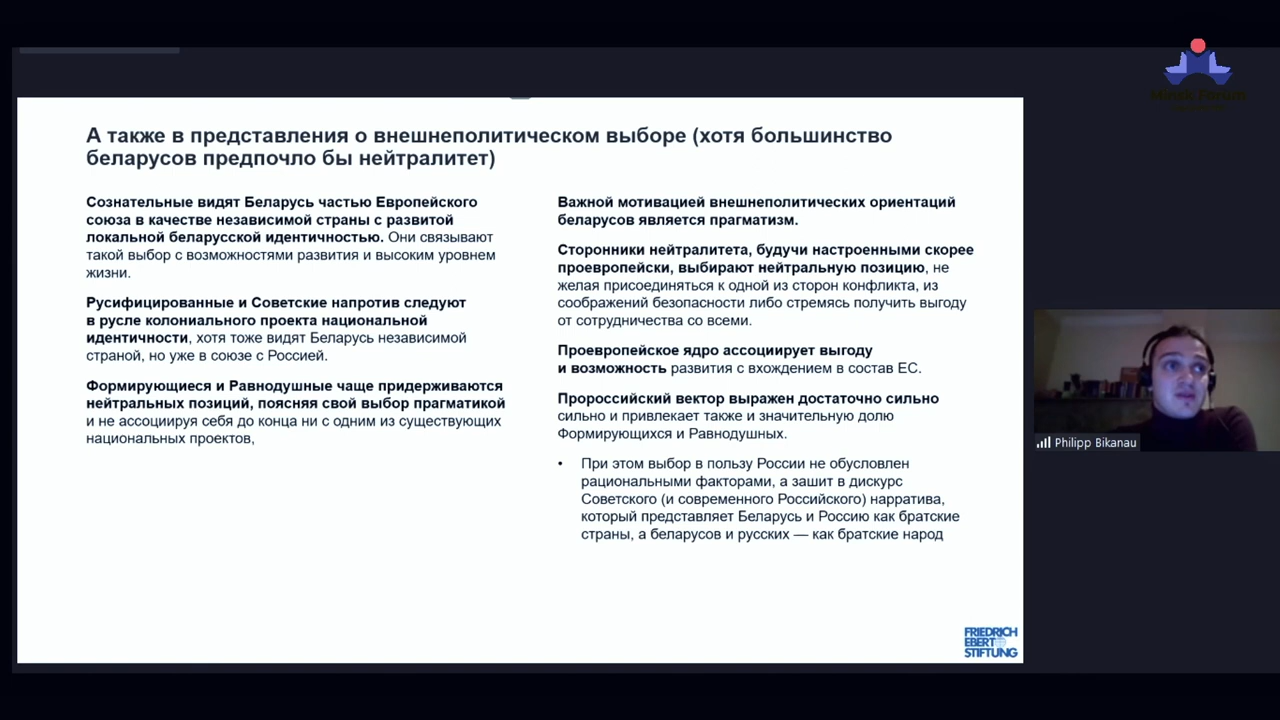 А также в представления о внешнеполитическом выборе (хотя большинство
беларусов предпочло бы нейтралитет)
Сознательные видят Беларусь частью Европейского
союза в качестве независимой страны с развитой
локальной беларусской идентичностью. Они связывают
такой выбор с возможностями развития и высоким уровнем
жизни.
Русифицированные и Советские напротив следуют
в русле колониального проекта национальной
идентичности, хотя тоже видят Беларусь независимой
страной, но уже в союзе с Россией.
Формирующиеся и Равнодушные чаще придерживаются
нейтральных позиций, поясняя свой выбор прагматикой
и не ассоциируя себя до конца ни с одним из существующих
национальных проектов,
Важной мотивацией внешнеполитических ориентаций
беларусов является прагматизм.
Сторонники нейтралитета, будучи настроенными скорее
проевропейски, выбирают нейтральную позицию, не
желая присоединяться к одной из сторон конфликта, из
соображений безопасности либо стремясь получить выгоду
от сотрудничества со всеми.
Проевропейское ядро ассоциирует выгоду
и возможность развития с вхождением в состав ЕС.
Пророссийский вектор выражен достаточно сильно
сильно и привлекает также и значительную долю
Формирующихся и Равнодушных.
• При этом выбор в пользу России не обусловлен
рациональными факторами, а зашит в дискурс
Советского (и современного Российского) нарратива,
который представляет Беларусь и Россию как братские
страны, а беларусов и русских — как братские народ
FRIEDRICH
EBERT
STIFTUNG
Philipp Bikanau
Minsk Forum